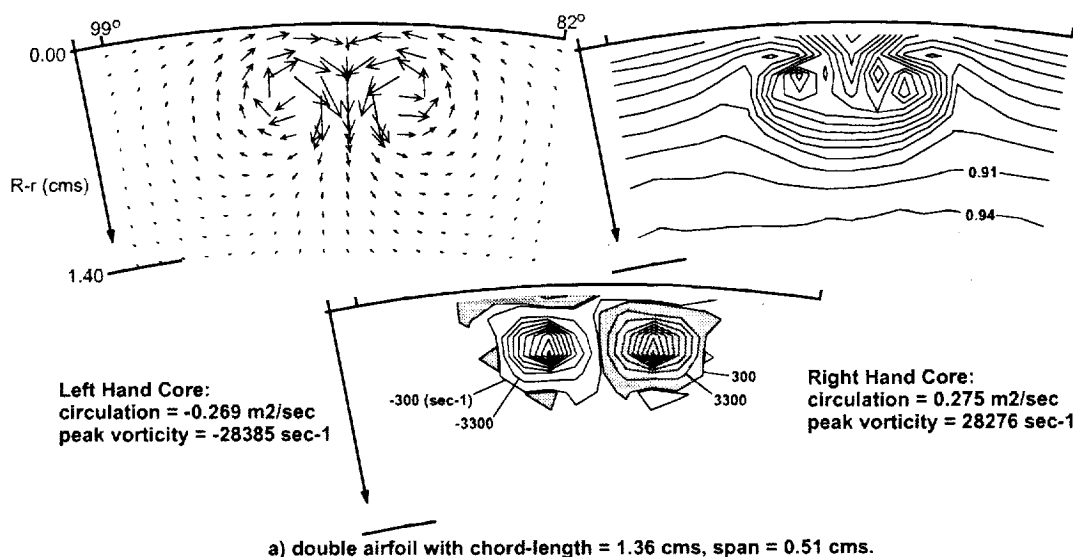 99° 82°
0.00
R-r (cms)
0.91
0.94
1.40
300
-300 (sec-1)
3300
-3300
Left Hand Core:
circulation = -0.269 m2/sec
peak vorticity = -28385 sec-1
Right Hand Core:
circulation = 0.275 m2/sec
peak vorticity = 28276 sec-1
a) double airfoil with chord-length = 1.36 cms, span = 0.51 cms.